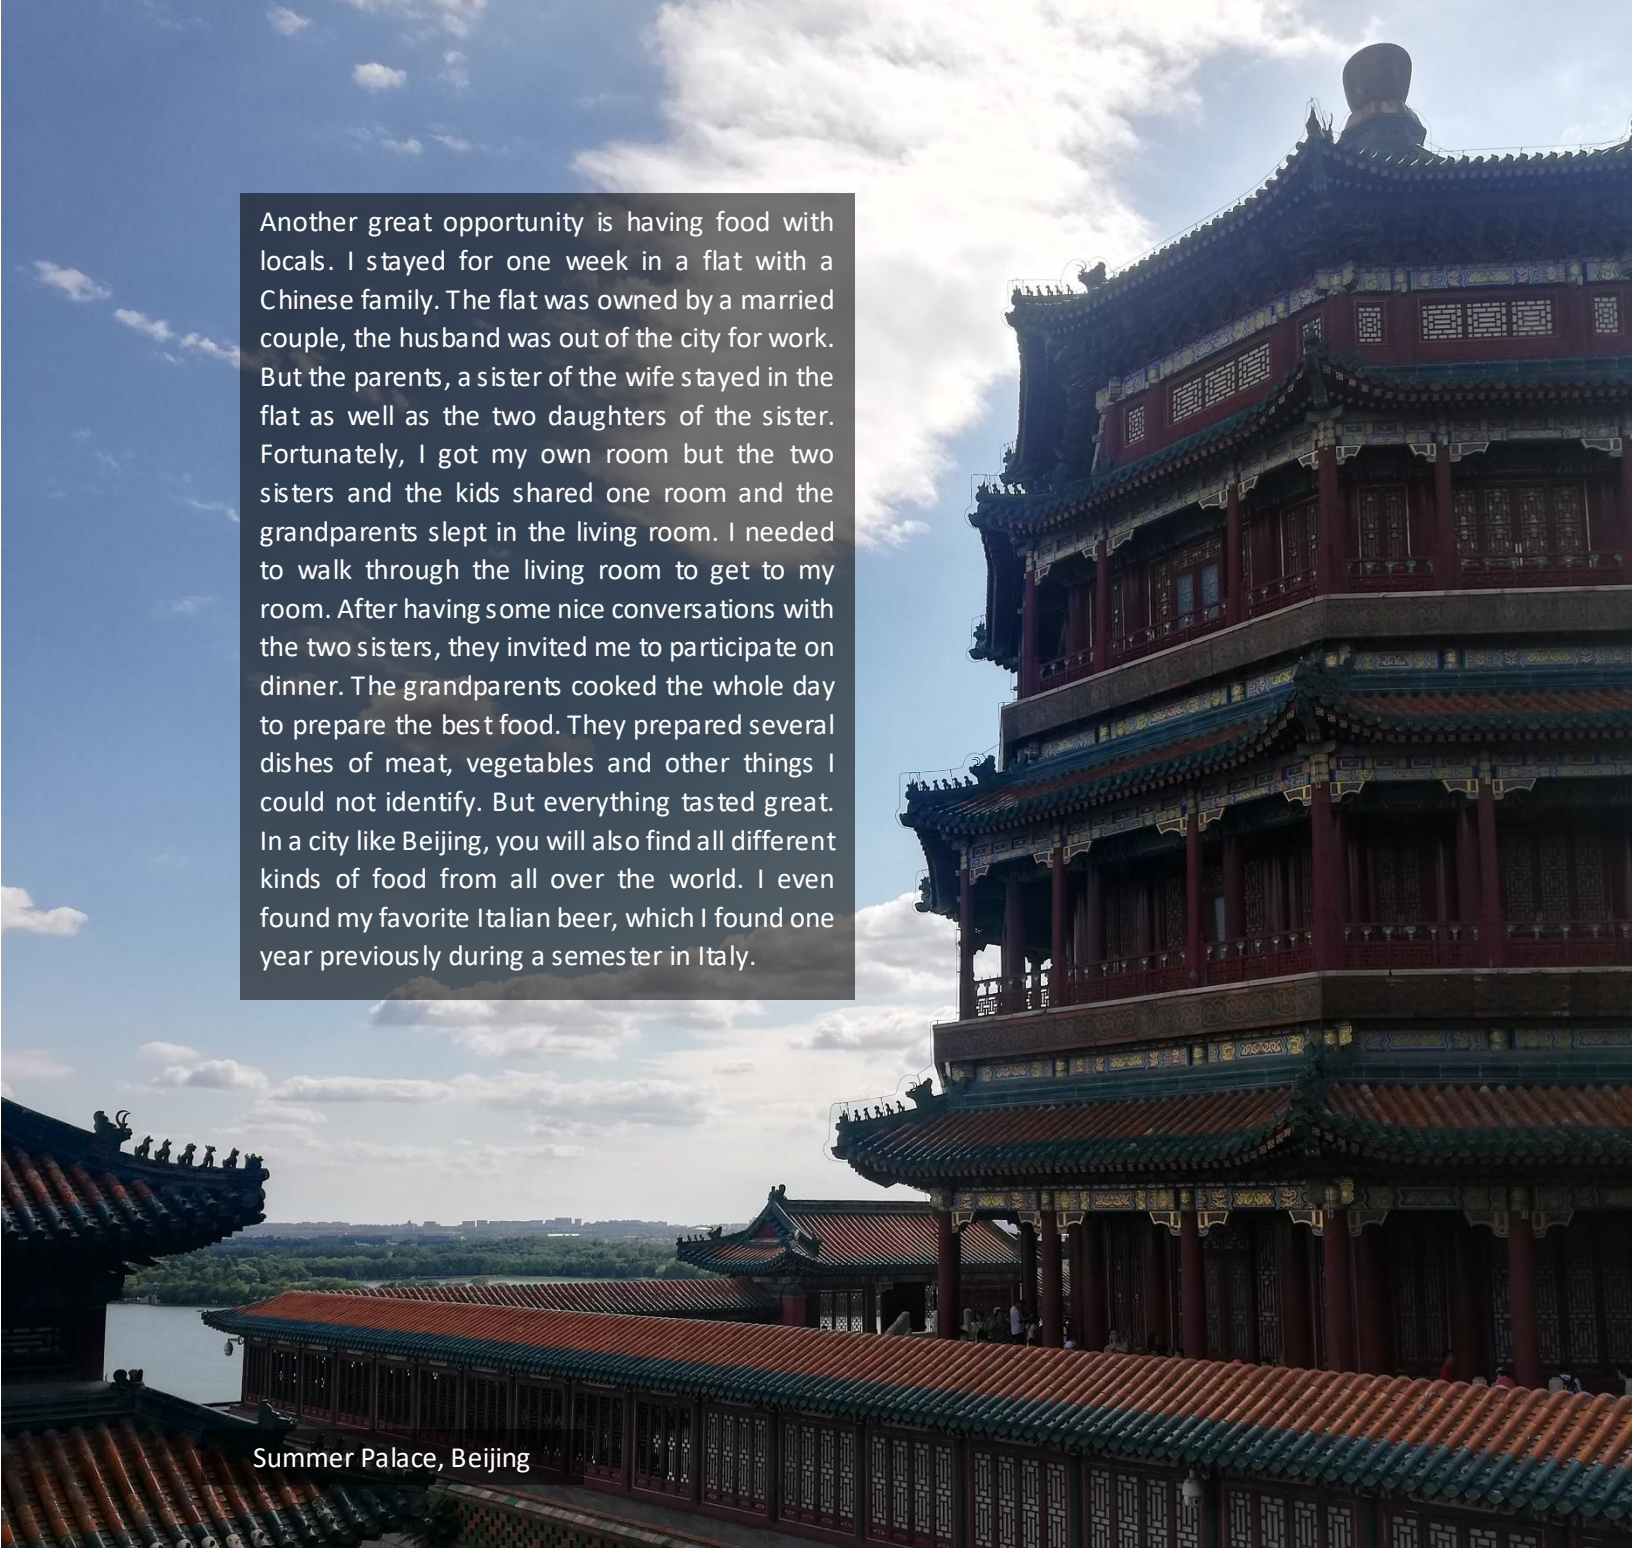 Another great opportunity is having food with
locals. I stayed for one week in a flat with a
Chinese family. The flat was owned by a married
couple, the husband was out of the city for work.
But the parents, a sister of the wife stayed in the
flat as well as the two daughters of the sister.
Fortunately, I got my own room but the two
sisters and the kids shared one room and the
grandparents slept in the living room. I needed
to walk through the living room to get to my
room. After having some nice conversations with
the two sisters, they invited me to participate on
dinner. The grandparents cooked the whole day
to prepare the best food. They prepared several
dishes of meat, vegetables and other things I
could not identify. But everything tasted great.
In a city like Beijing, you will also find all different
kinds of food from all over the world. I even
found my favorite Italian beer, which I found one
year previously during a semester in Italy.
Summer Palace, Beijing